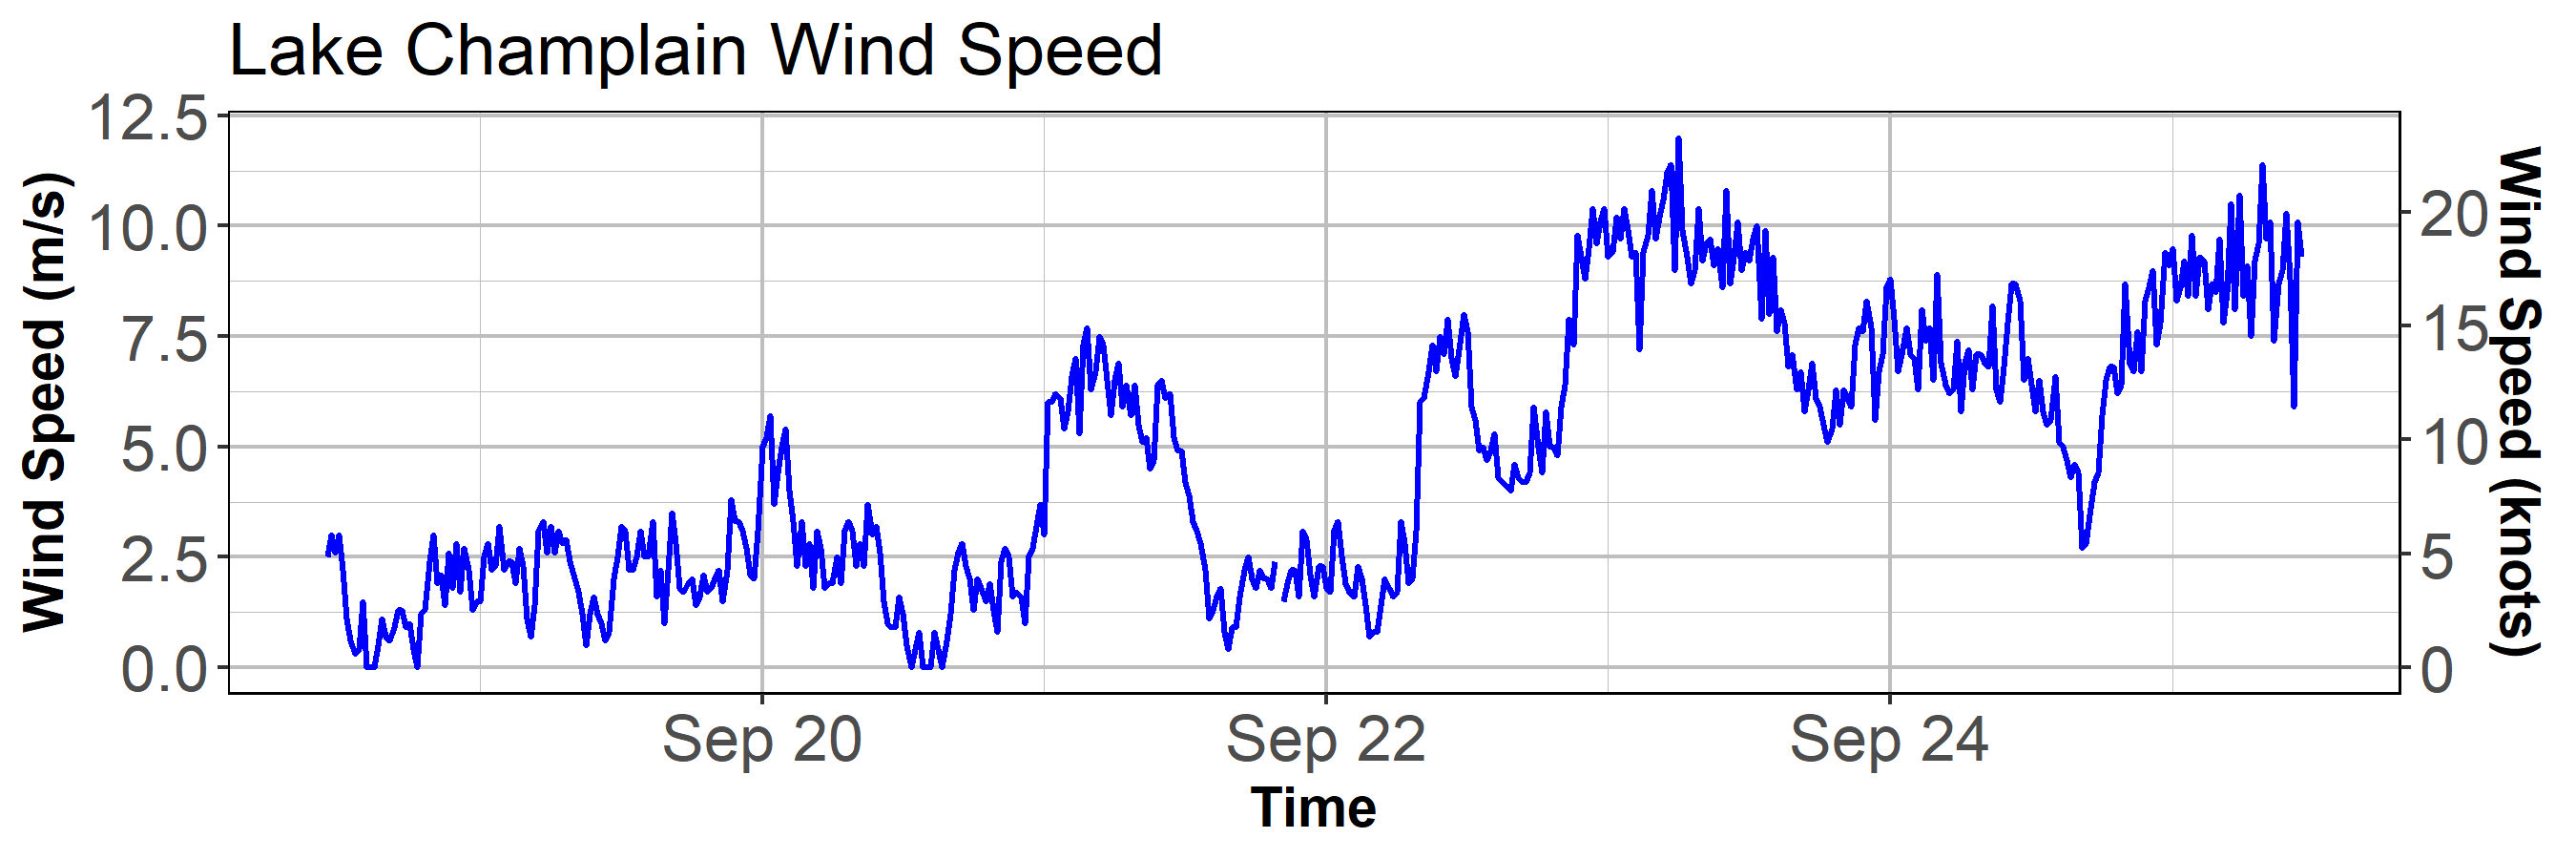 Lake Champlain Wind Speed
Wind Speed (m/s)
12.5
10.0
7.5
5.0
2.5
0.0
20
15
10
5
0
Wind Speed (knots)
Sep 20
Sep 22
Sep 24
Time